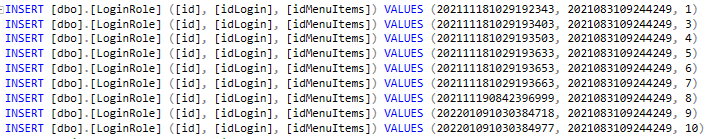 INSERT [dbo].[LoginRole] ([id], [idLogin], [idMenuItems]) VALUES (202111181029192343, 2021083109244249, 1)
INSERT [dbo].[LoginRole] ([id], [idLogin], [idMenuItems]) VALUES (202111181029193403, 2021083109244249, 3)
INSERT [dbo].[LoginRole] ([id], [idLogin], [idMenuItems]) VALUES (202111181029193503, 2021083109244249, 4)
INSERT [dbo].[LoginRole] ([id], [idLogin], [idMenuItems]) VALUES (202111181029193633, 2021083109244249, 5)
INSERT [dbo].[LoginRole] ([id], [idLogin], [idMenuItems]) VALUES (202111181029193653, 2021083109244249, 6)
INSERT [dbo].[LoginRole] ([id], [idLogin], [idMenuItems]) VALUES (202111181029193663, 2021083109244249, 7)
INSERT [dbo].[LoginRole] ([id], [idLogin], [idMenuItems]) VALUES (202111190842396999, 2021083109244249, 8)
INSERT [dbo].[LoginRole] ([id], [idLogin], [idMenuItems]) VALUES (202201091030384718, 2021083109244249, 9)
INSERT [dbo].[LoginRole] ([id], [idLogin], [idMenuItems]) VALUES (202201091030384977, 2021083109244249, 10)